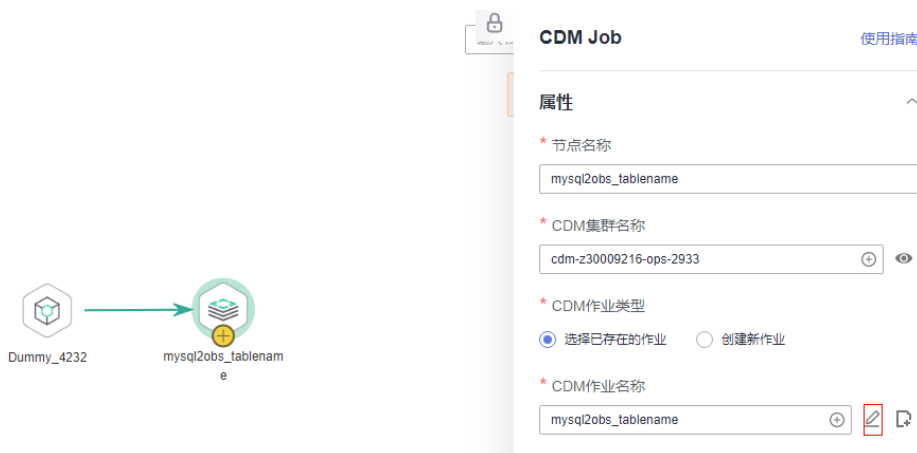 CDM Job
使用指南
属性
* 节点名称
mysql2obs_tablename
* CDM集群名称
cdm-z30009216-ops-2933
* CDM作业类型
选择已存在的作业
创建新作业
* CDM作业名称
mysql2obs_tablename
Dummy_4232
mysql2obs_tablenam
e